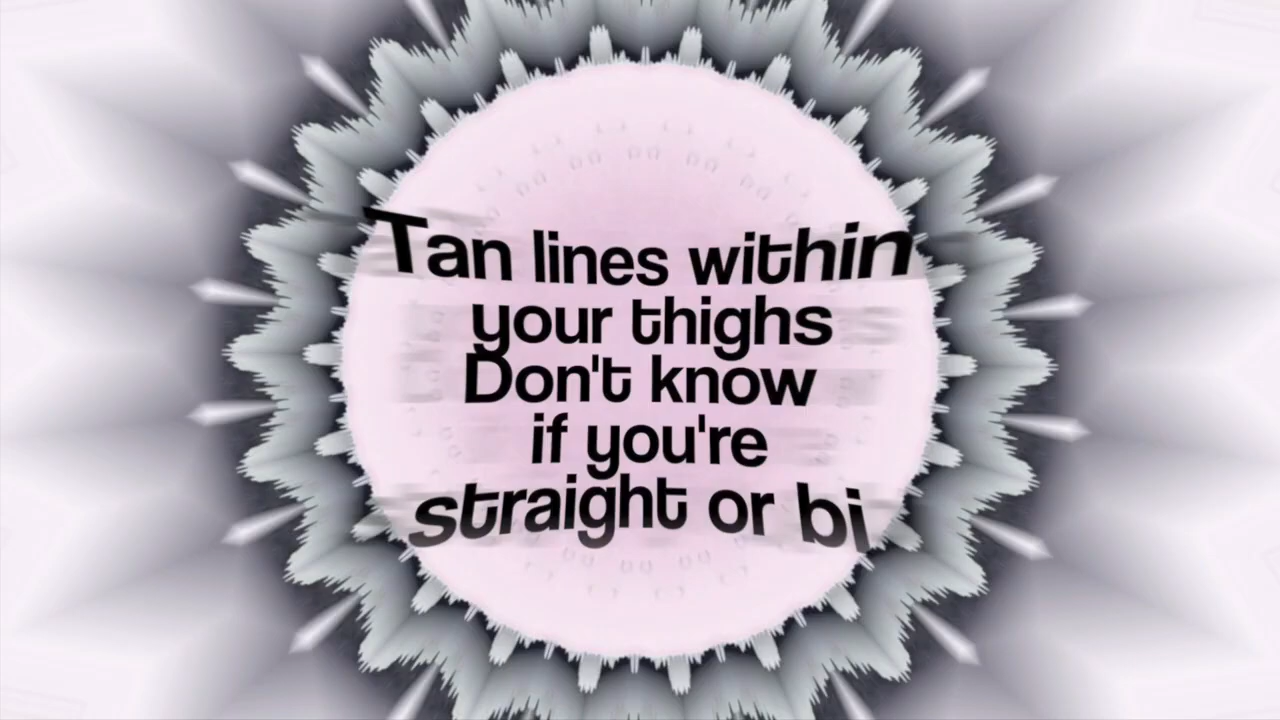 Tan lines within
your thighs
Don't know
if you're
straight or bi